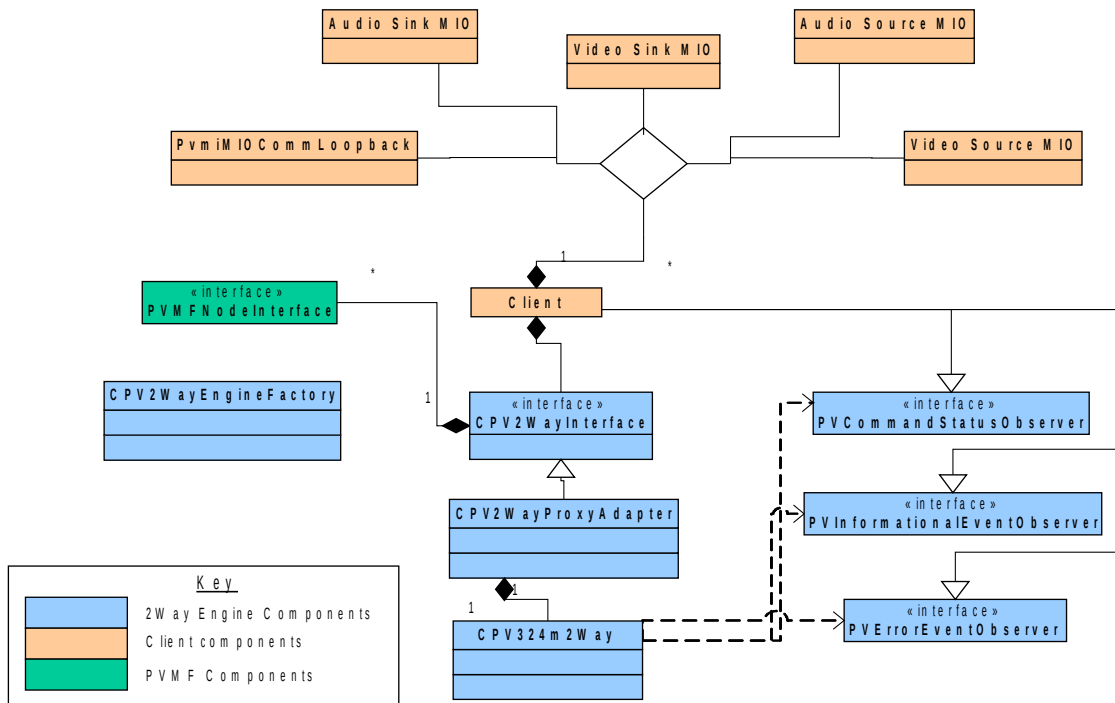 Audio Sink MIO
Audio Source MIO
Video Sink MIO
PvmiMIOCommLoopback
Video Source MIO
1
*
*
«interface»
PVMFNodeInterface
Client
CPV2WayEngineFactory
1
«interface»
CPV2WayInterface
«interface»
PVCommandStatusObserver
CPV2WayProxyAdapter
«interface»
PVInformationalEventObserver
Key
2Way Engine Components
Client components
PVMF Components
1
1
CPV324m2Way
«interface»
PVErrorEventObserver